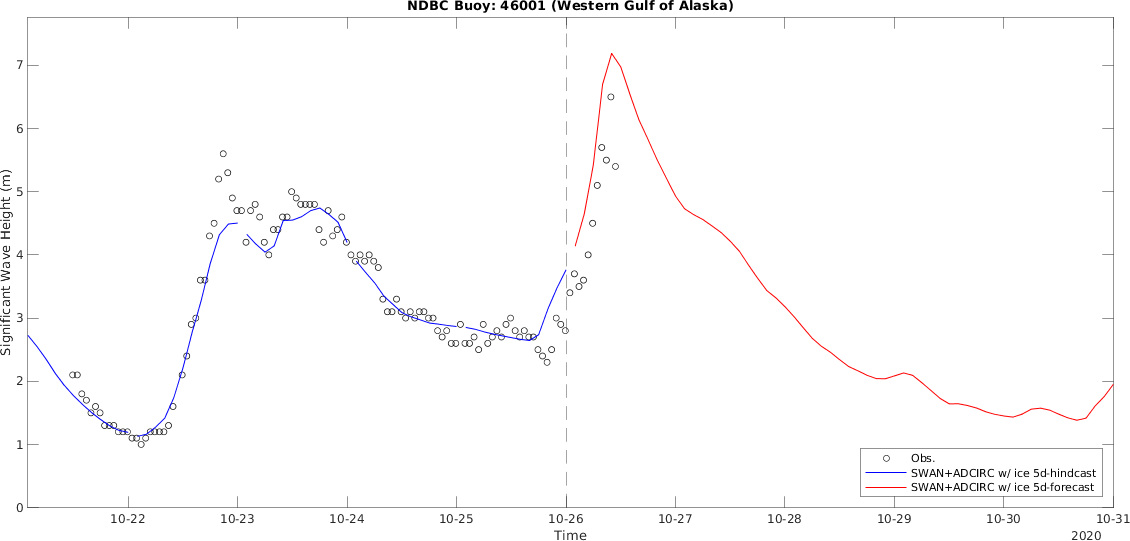 NDBC Buoy: 46001 (Western Gulf of Alaska)
Significant Wave Height (m)
7
6
5
4
3
2
1
0
Obs.
SWAN+ADCIRC w/ ice 5d-hindcast
SWAN+ADCIRC w/ ice 5d-forecast
10-22 10-23 10-24 10-25 10-26 10-27 10-28 10-29 10-30 10-31
Time
2020